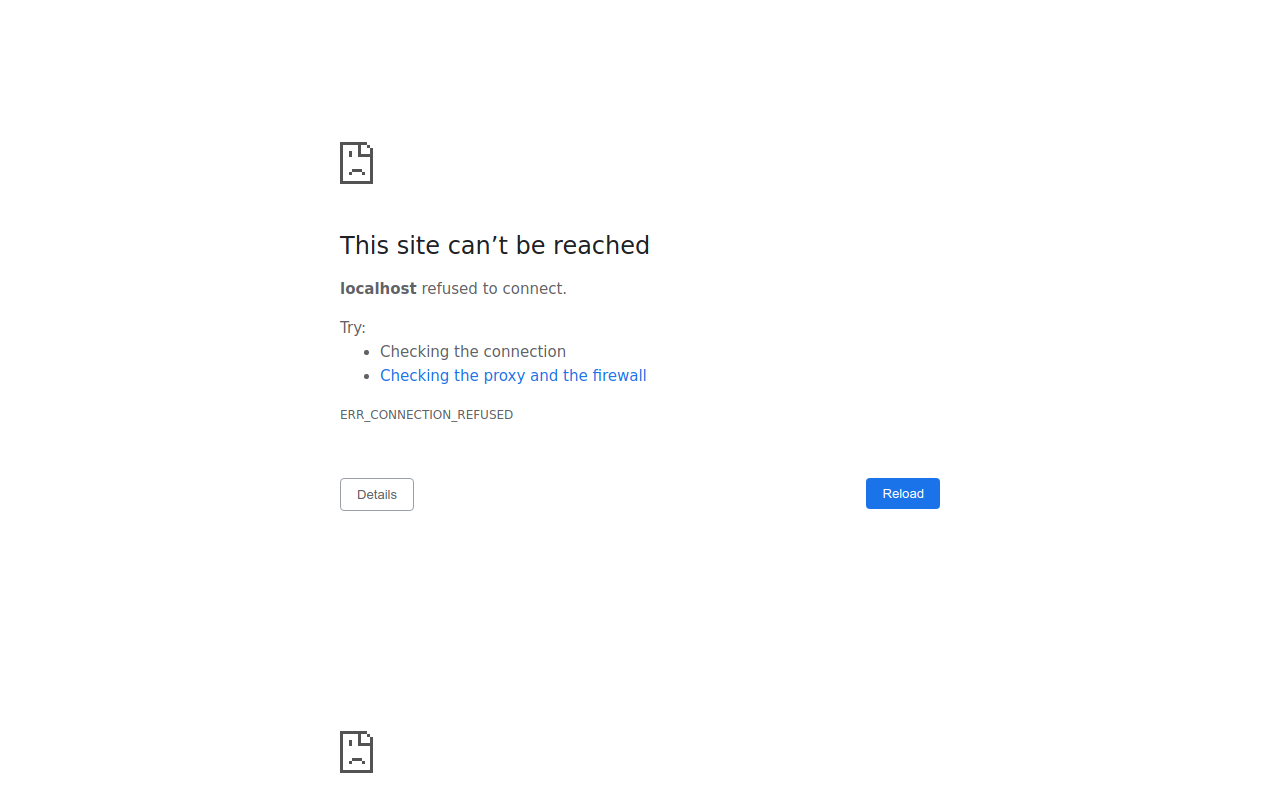 This site can’t be reached
localhost refused to connect.
Try:
Checking the connection
Checking the proxy and the firewall
ERR_CONNECTION_REFUSED
Details
Reload